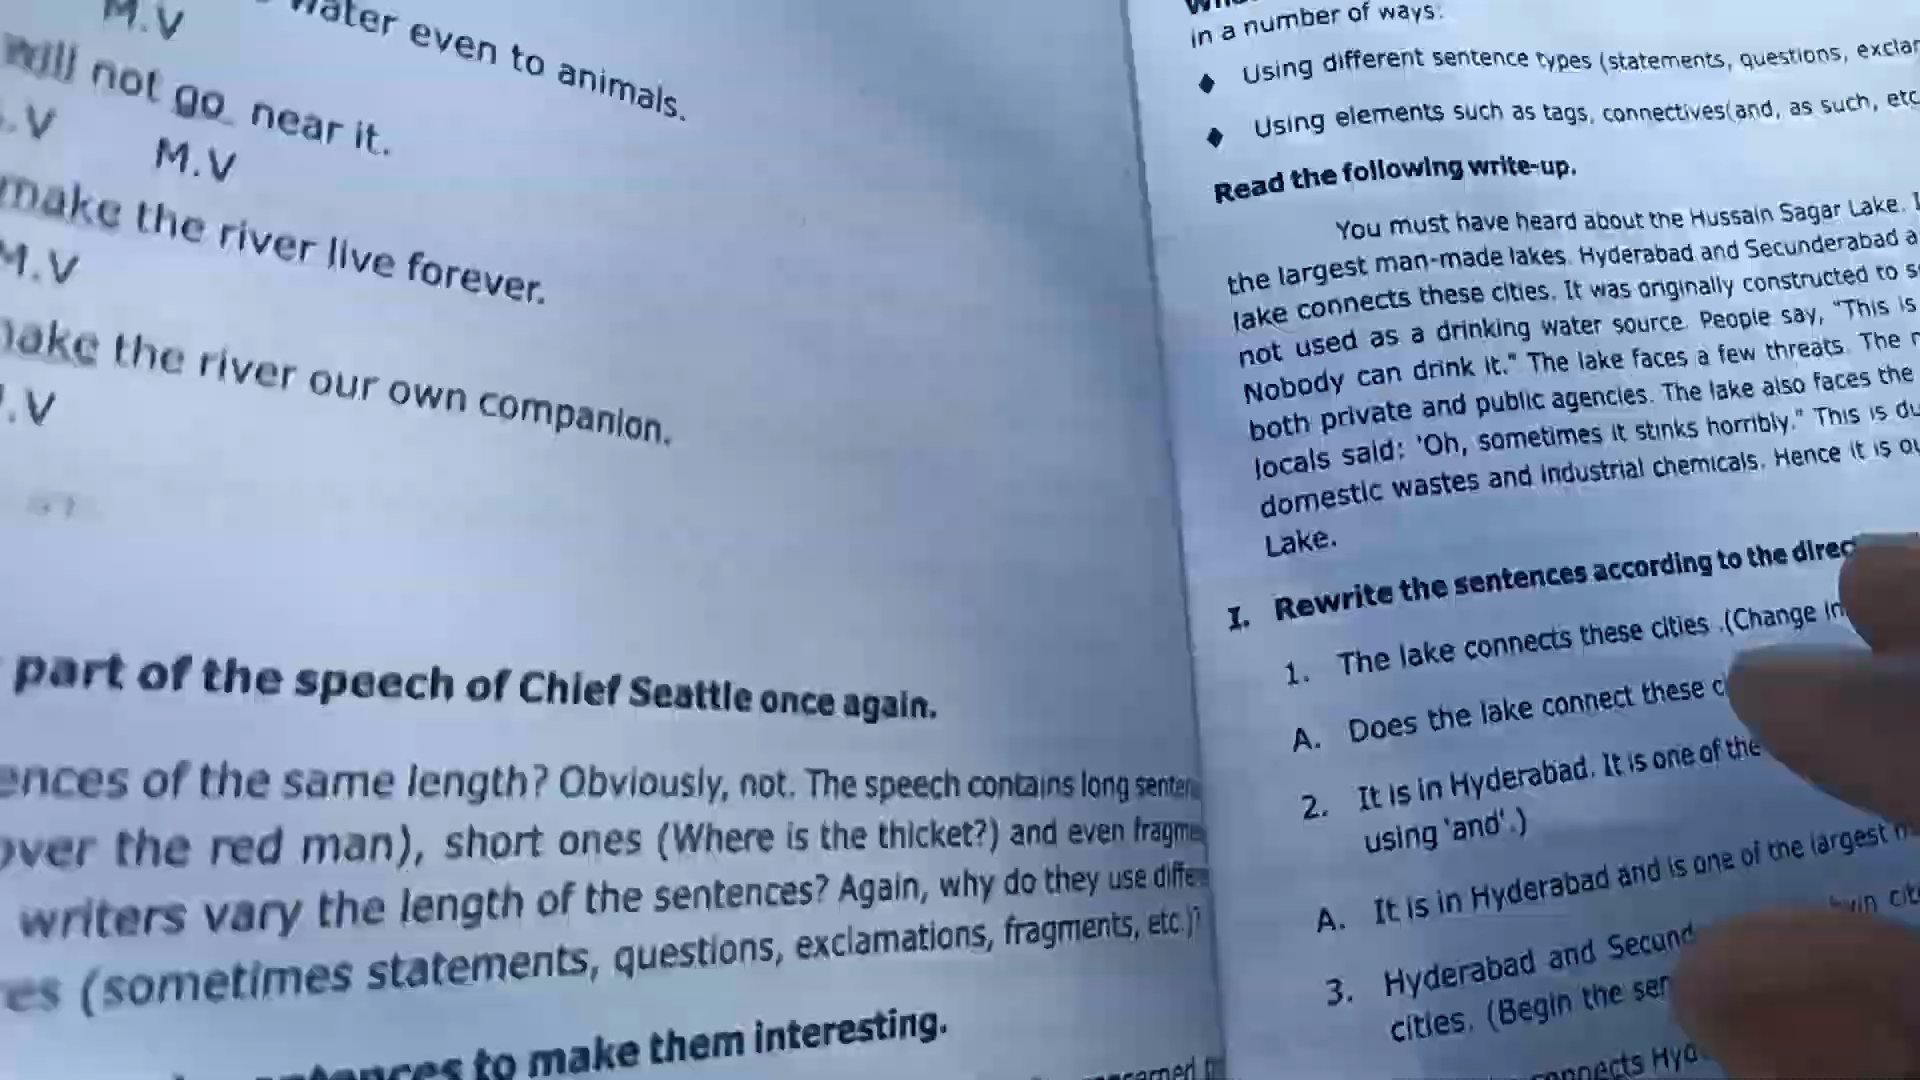 M.V
water even to animals.
will not go near it.
.V M.V
make the river live forever.
M.V
make the river our own companion.
.V
part of the speech of Chief Seattle once again.
ences of the same length? Obviously, not. The speech contains long senten
over the red man), short ones (Where is the thicket?) and even fragme
writers vary the length of the sentences? Again, why do they use differe
es (sometimes statements, questions, exclamations, fragments, etc.)?
to make them interesting.
in a number of ways:
◆ Using different sentence types (statements, questions, exclam
◆ Using elements such as tags, connectives(and, as such, etc
Read the following write-up.
You must have heard about the Hussain Sagar Lake. I
the largest man-made lakes. Hyderabad and Secunderabad a
lake connects these cities. It was originally constructed to s
not used as a drinking water source. People say, "This is
Nobody can drink it." The lake faces a few threats. The
both private and public agencies. The lake also faces the
locals said: 'Oh, sometimes it stinks horribly." This is du
domestic wastes and industrial chemicals. Hence it is ou
Lake.
I. Rewrite the sentences according to the direc
1. The lake connects these cities .(Change in
A. Does the lake connect these c
2. It is in Hyderabad. It is one of the
using 'and'.)
A. It is in Hyderabad and is one of the largest m
3. Hyderabad and Secund
cities. (Begin the sen
connects Hyd